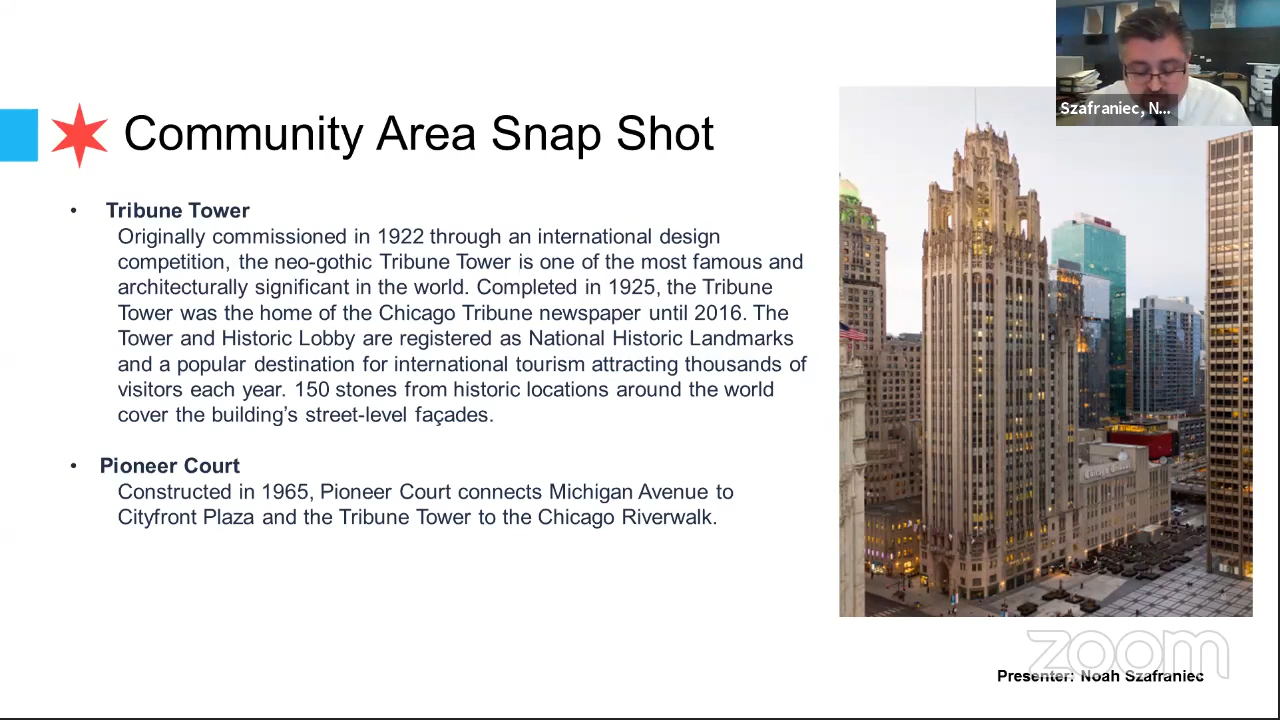 Szafraniec, N...
Community Area Snap Shot
• Tribune Tower
Originally commissioned in 1922 through an international design
competition, the neo-gothic Tribune Tower is one of the most famous and
architecturally significant in the world. Completed in 1925, the Tribune
Tower was the home of the Chicago Tribune newspaper until 2016. The
Tower and Historic Lobby are registered as National Historic Landmarks
and a popular destination for international tourism attracting thousands of
visitors each year. 150 stones from historic locations around the world
cover the building’s street-level façades.
• Pioneer Court
Constructed in 1965, Pioneer Court connects Michigan Avenue to
Cityfront Plaza and the Tribune Tower to the Chicago Riverwalk.
Chicago Tribune
zoom
Presenter: Noah Szafraniec